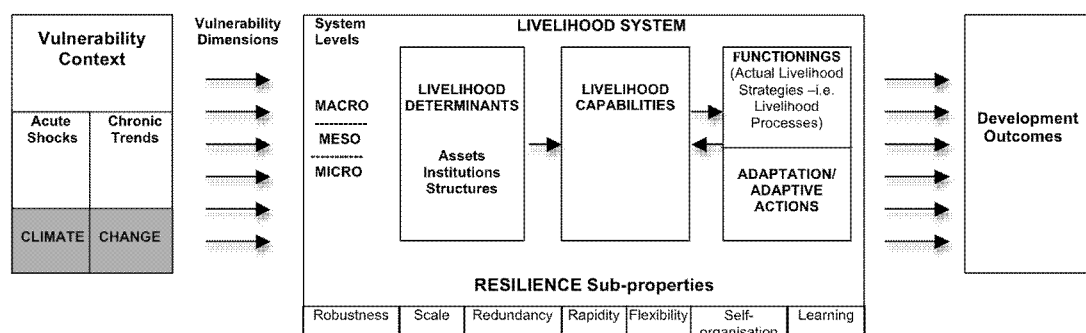 Vulnerability
Context
Acute
Shocks
Chronic
Trends
CLIMATE
CHANGE
Vulnerability
Dimensions
System
Levels
LIVELIHOOD SYSTEM
MACRO
MESO
MICRO
LIVELIHOOD
DETERMINANTS
Assets
Institutions
Structures
LIVELIHOOD
CAPABILITIES
FUNCTIONINGS
(Actual Livelihood
Strategies –i.e.
Livelihood
Processes)
ADAPTATION/
ADAPTIVE
ACTIONS
RESILIENCE Sub-properties
Robustness
Scale
Redundancy
Rapidity
Flexibility
Self-
organisation
Learning
Development
Outcomes